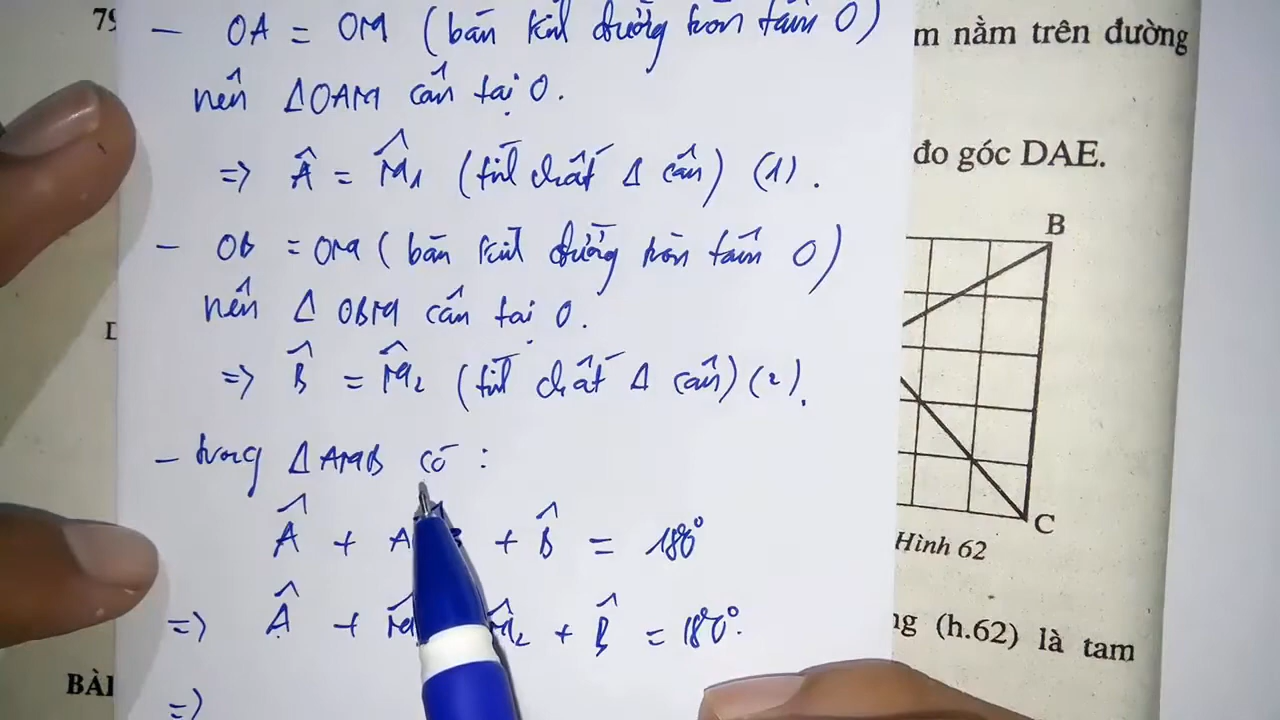 79
- OA = OM (bán kính đường tròn tâm O)
nên ΔOAM cân tại O.
=> Â = M̂₁ (tính chất Δ cân) (1).
- OB = OM (bán kính đường tròn tâm O)
nên Δ OBM cân tại O.
=> B̂ = M̂₂ (tính chất Δ cân) (2).
- trong ΔAMB có :
Â + A + B̂ = 180°
=> Â + M̂ M̂₂ + B̂ = 180°.
=>
m nằm trên đường
đo góc DAE.
B
C
Hình 62
ng (h.62) là tam
BÀI